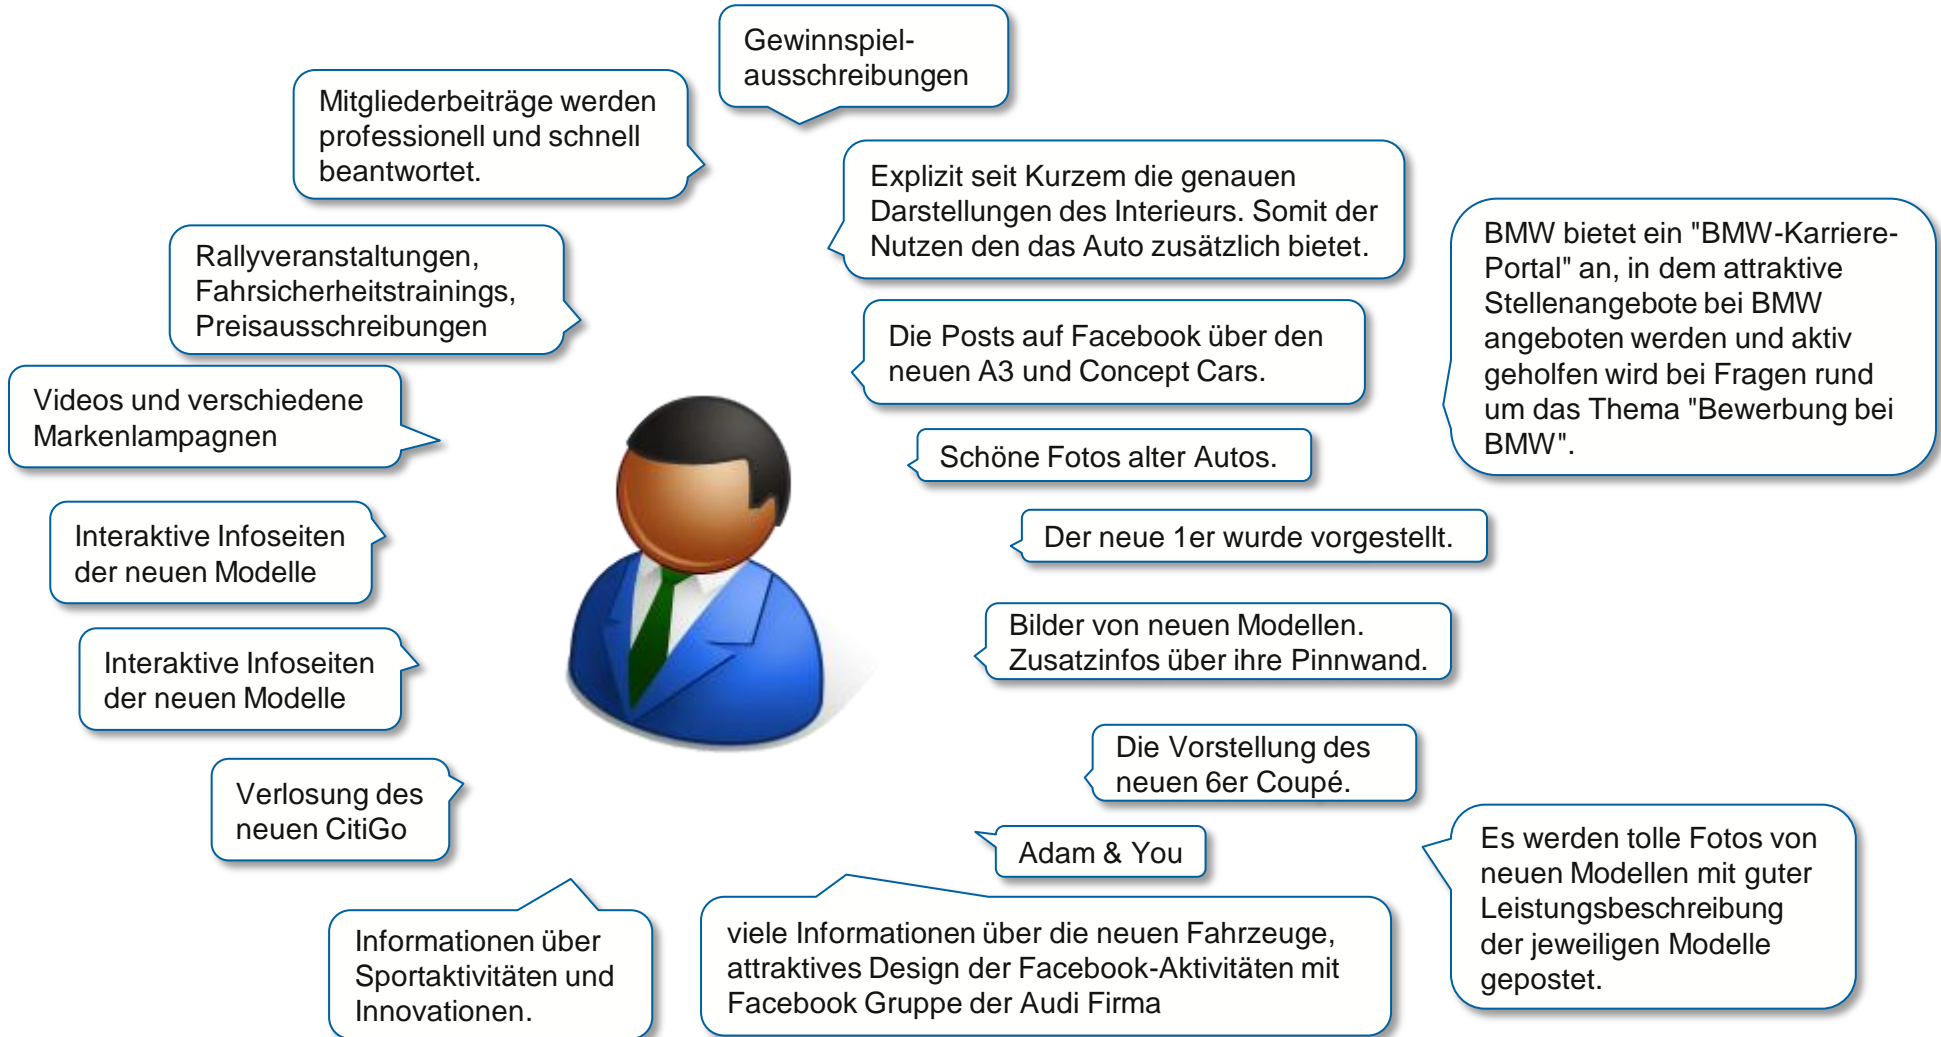 Gewinnspiel-
ausschreibungen
Mitgliederbeiträge werden
professionell und schnell
beantwortet.
Explizit seit Kurzem die genauen
Darstellungen des Interieurs. Somit der
Nutzen den das Auto zusätzlich bietet.
BMW bietet ein "BMW-Karriere-
Portal" an, in dem attraktive
Stellenangebote bei BMW
angeboten werden und aktiv
geholfen wird bei Fragen rund
um das Thema "Bewerbung bei
BMW".
Rallyveranstaltungen,
Fahrsicherheitstrainings,
Preisausschreibungen
Die Posts auf Facebook über den
neuen A3 und Concept Cars.
Videos und verschiedene
Markenlampagnen
Schöne Fotos alter Autos.
Interaktive Infoseiten
der neuen Modelle
Der neue 1er wurde vorgestellt.
Bilder von neuen Modellen.
Zusatzinfos über ihre Pinnwand.
Interaktive Infoseiten
der neuen Modelle
Die Vorstellung des
neuen 6er Coupé.
Verlosung des
neuen CitiGo
Adam & You
Es werden tolle Fotos von
neuen Modellen mit guter
Leistungsbeschreibung
der jeweiligen Modelle
gepostet.
Informationen über
Sportaktivitäten und
Innovationen.
viele Informationen über die neuen Fahrzeuge,
attraktives Design der Facebook-Aktivitäten mit
Facebook Gruppe der Audi Firma